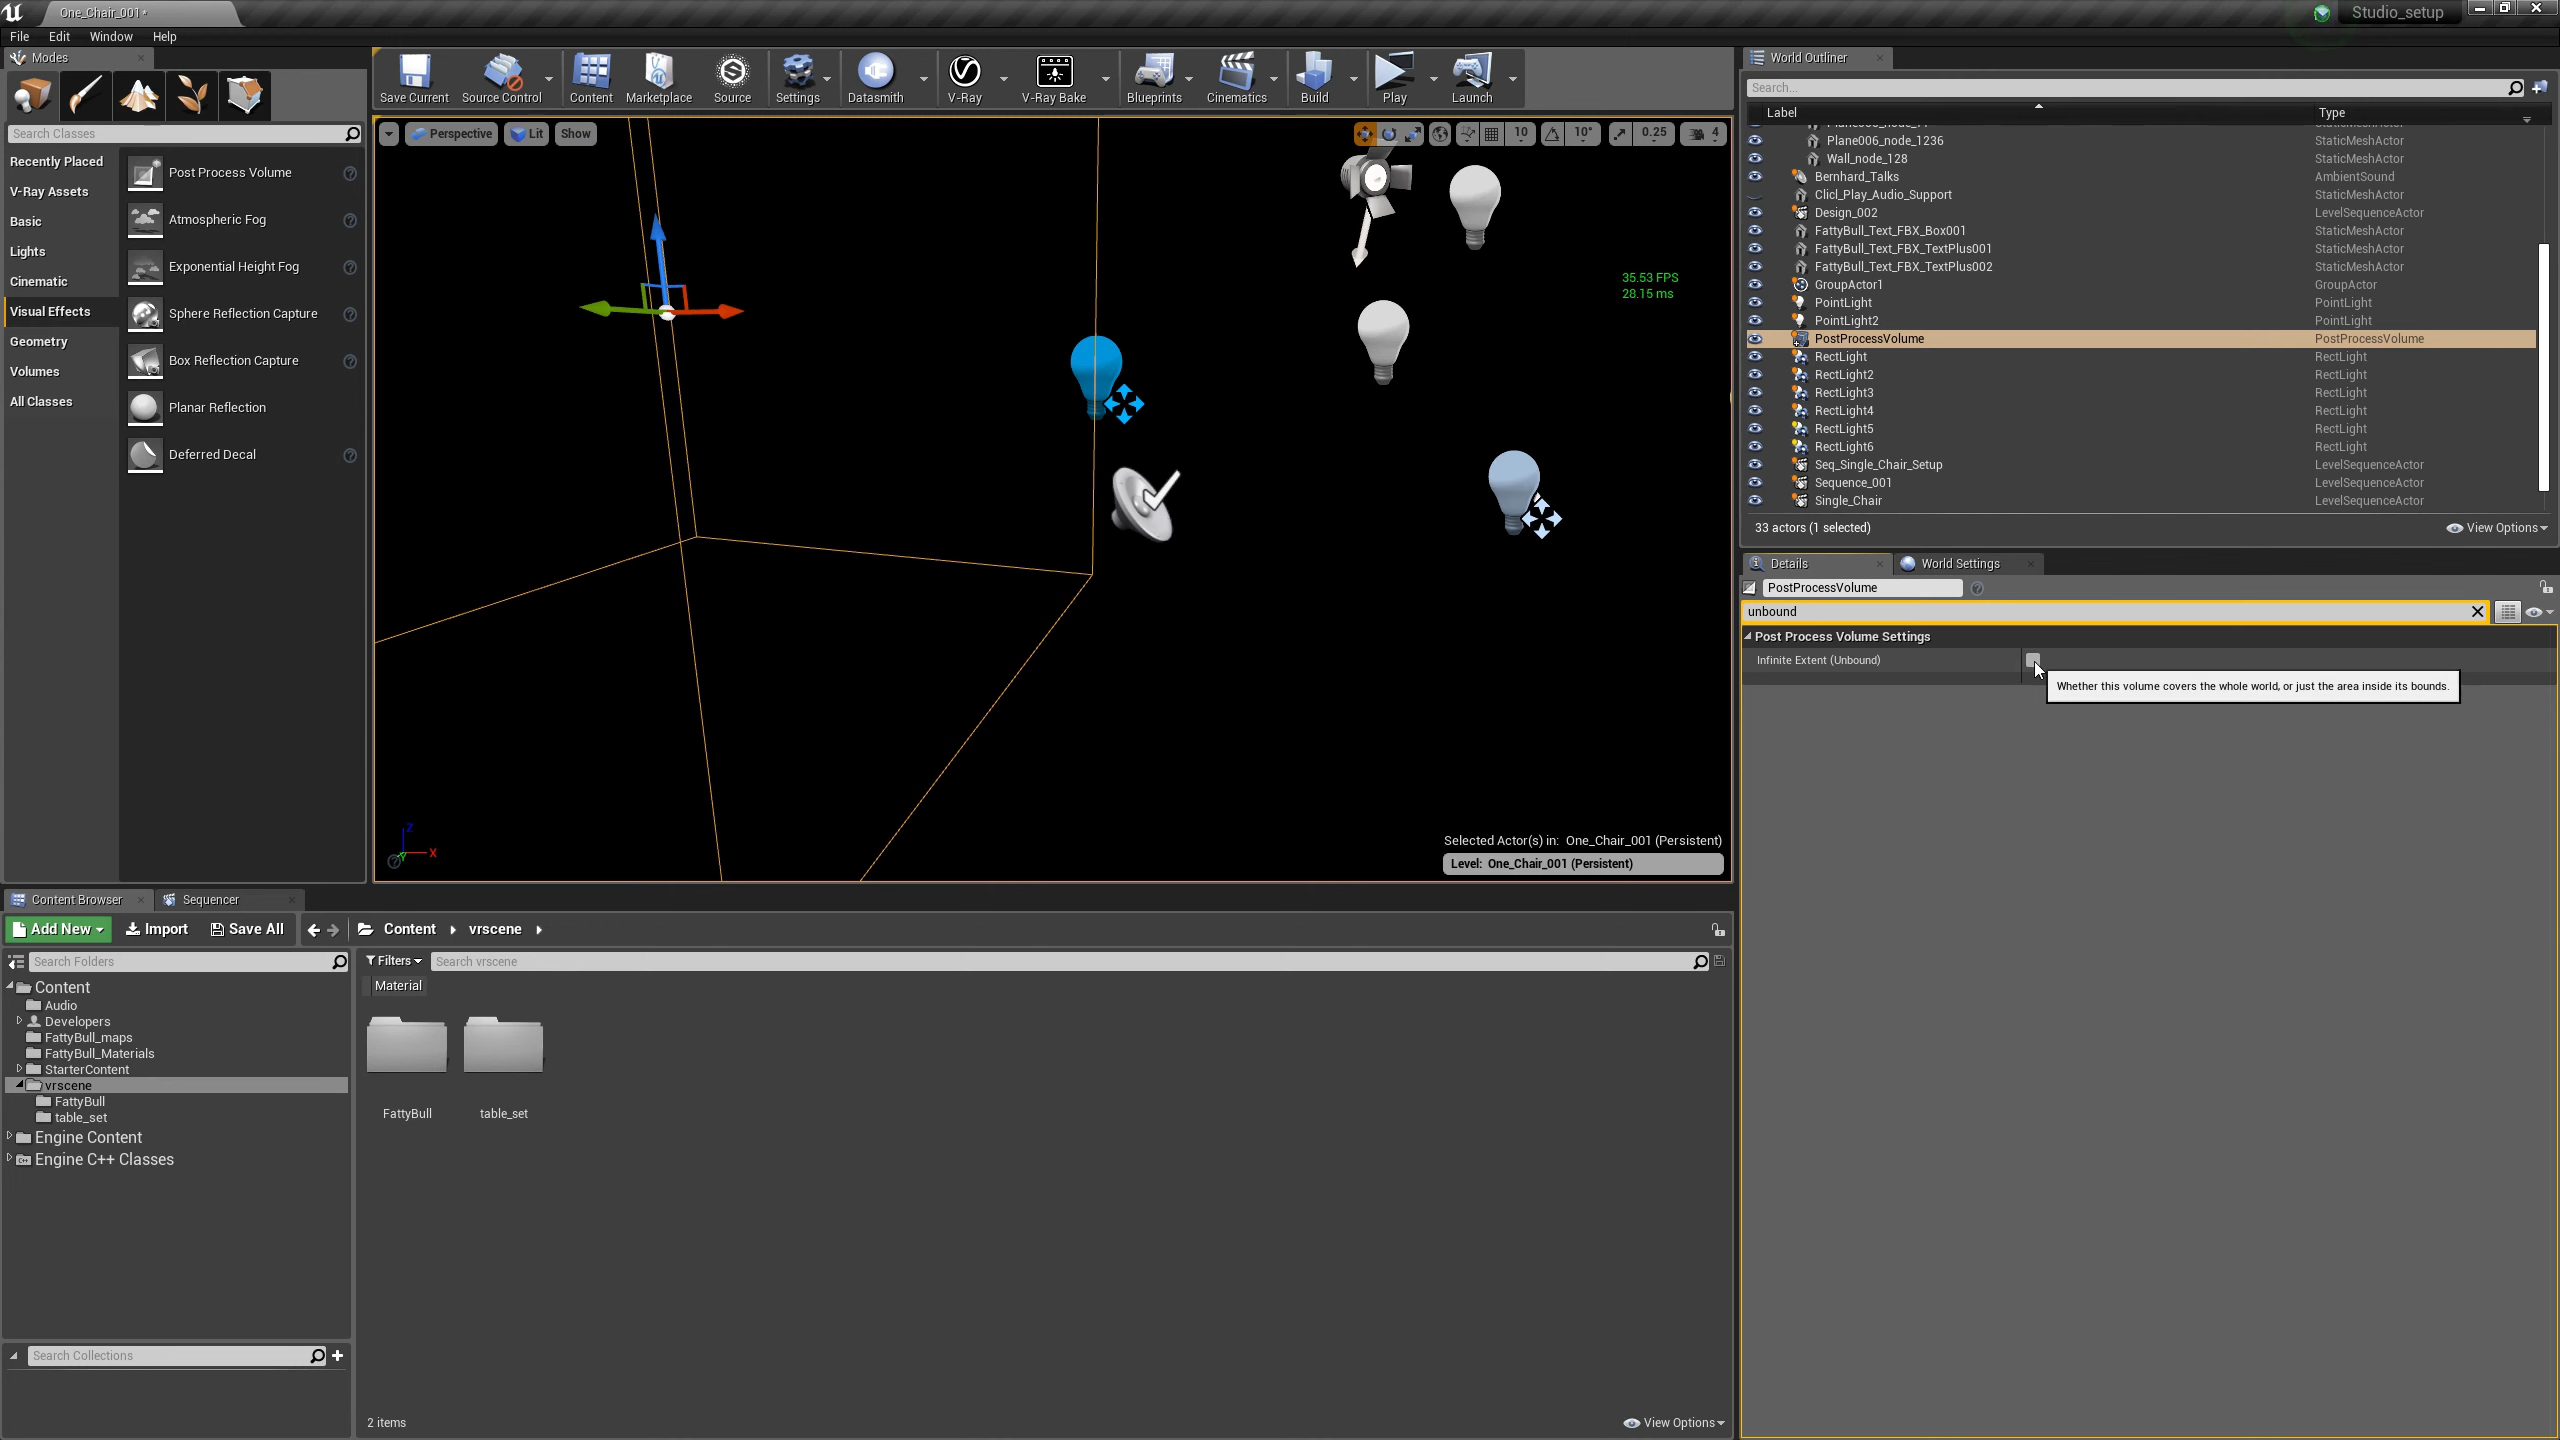 One_Chair_001*
Studio_setup
File Edit Window Help
Modes
Search Classes
Recently Placed
V-Ray Assets
Basic
Lights
Cinematic
Visual Effects
Geometry
Volumes
All Classes
Post Process Volume
Atmospheric Fog
Exponential Height Fog
Sphere Reflection Capture
Box Reflection Capture
Planar Reflection
Deferred Decal
Save Current Source Control Content Marketplace Source Settings Datasmith V-Ray V-Ray Bake Blueprints Cinematics Build Play Launch
Perspective Lit Show
10 10° 0.25 4
35.53 FPS
28.15 ms
Z
X
Y
Selected Actor(s) in: One_Chair_001 (Persistent)
Level: One_Chair_001 (Persistent)
World Outliner
Search...
Label Type
Plane006_node_1236 StaticMeshActor
Wall_node_128 StaticMeshActor
Bernhard_Talks AmbientSound
Clicl_Play_Audio_Support StaticMeshActor
Design_002 LevelSequenceActor
FattyBull_Text_FBX_Box001 StaticMeshActor
FattyBull_Text_FBX_TextPlus001 StaticMeshActor
FattyBull_Text_FBX_TextPlus002 StaticMeshActor
GroupActor1 GroupActor
PointLight PointLight
PointLight2 PointLight
PostProcessVolume PostProcessVolume
RectLight RectLight
RectLight2 RectLight
RectLight3 RectLight
RectLight4 RectLight
RectLight5 RectLight
RectLight6 RectLight
Seq_Single_Chair_Setup LevelSequenceActor
Sequence_001 LevelSequenceActor
Single_Chair LevelSequenceActor
33 actors (1 selected) View Options
Details World Settings
PostProcessVolume
unbound
Post Process Volume Settings
Infinite Extent (Unbound)
Whether this volume covers the whole world, or just the area inside its bounds.
Content Browser Sequencer
Add New Import Save All Content vrscene
Search Folders
Content
Audio
Developers
FattyBull_maps
FattyBull_Materials
StarterContent
vrscene
FattyBull
table_set
Engine Content
Engine C++ Classes
Search Collections
Filters Search vrscene
Material
FattyBull table_set
2 items View Options